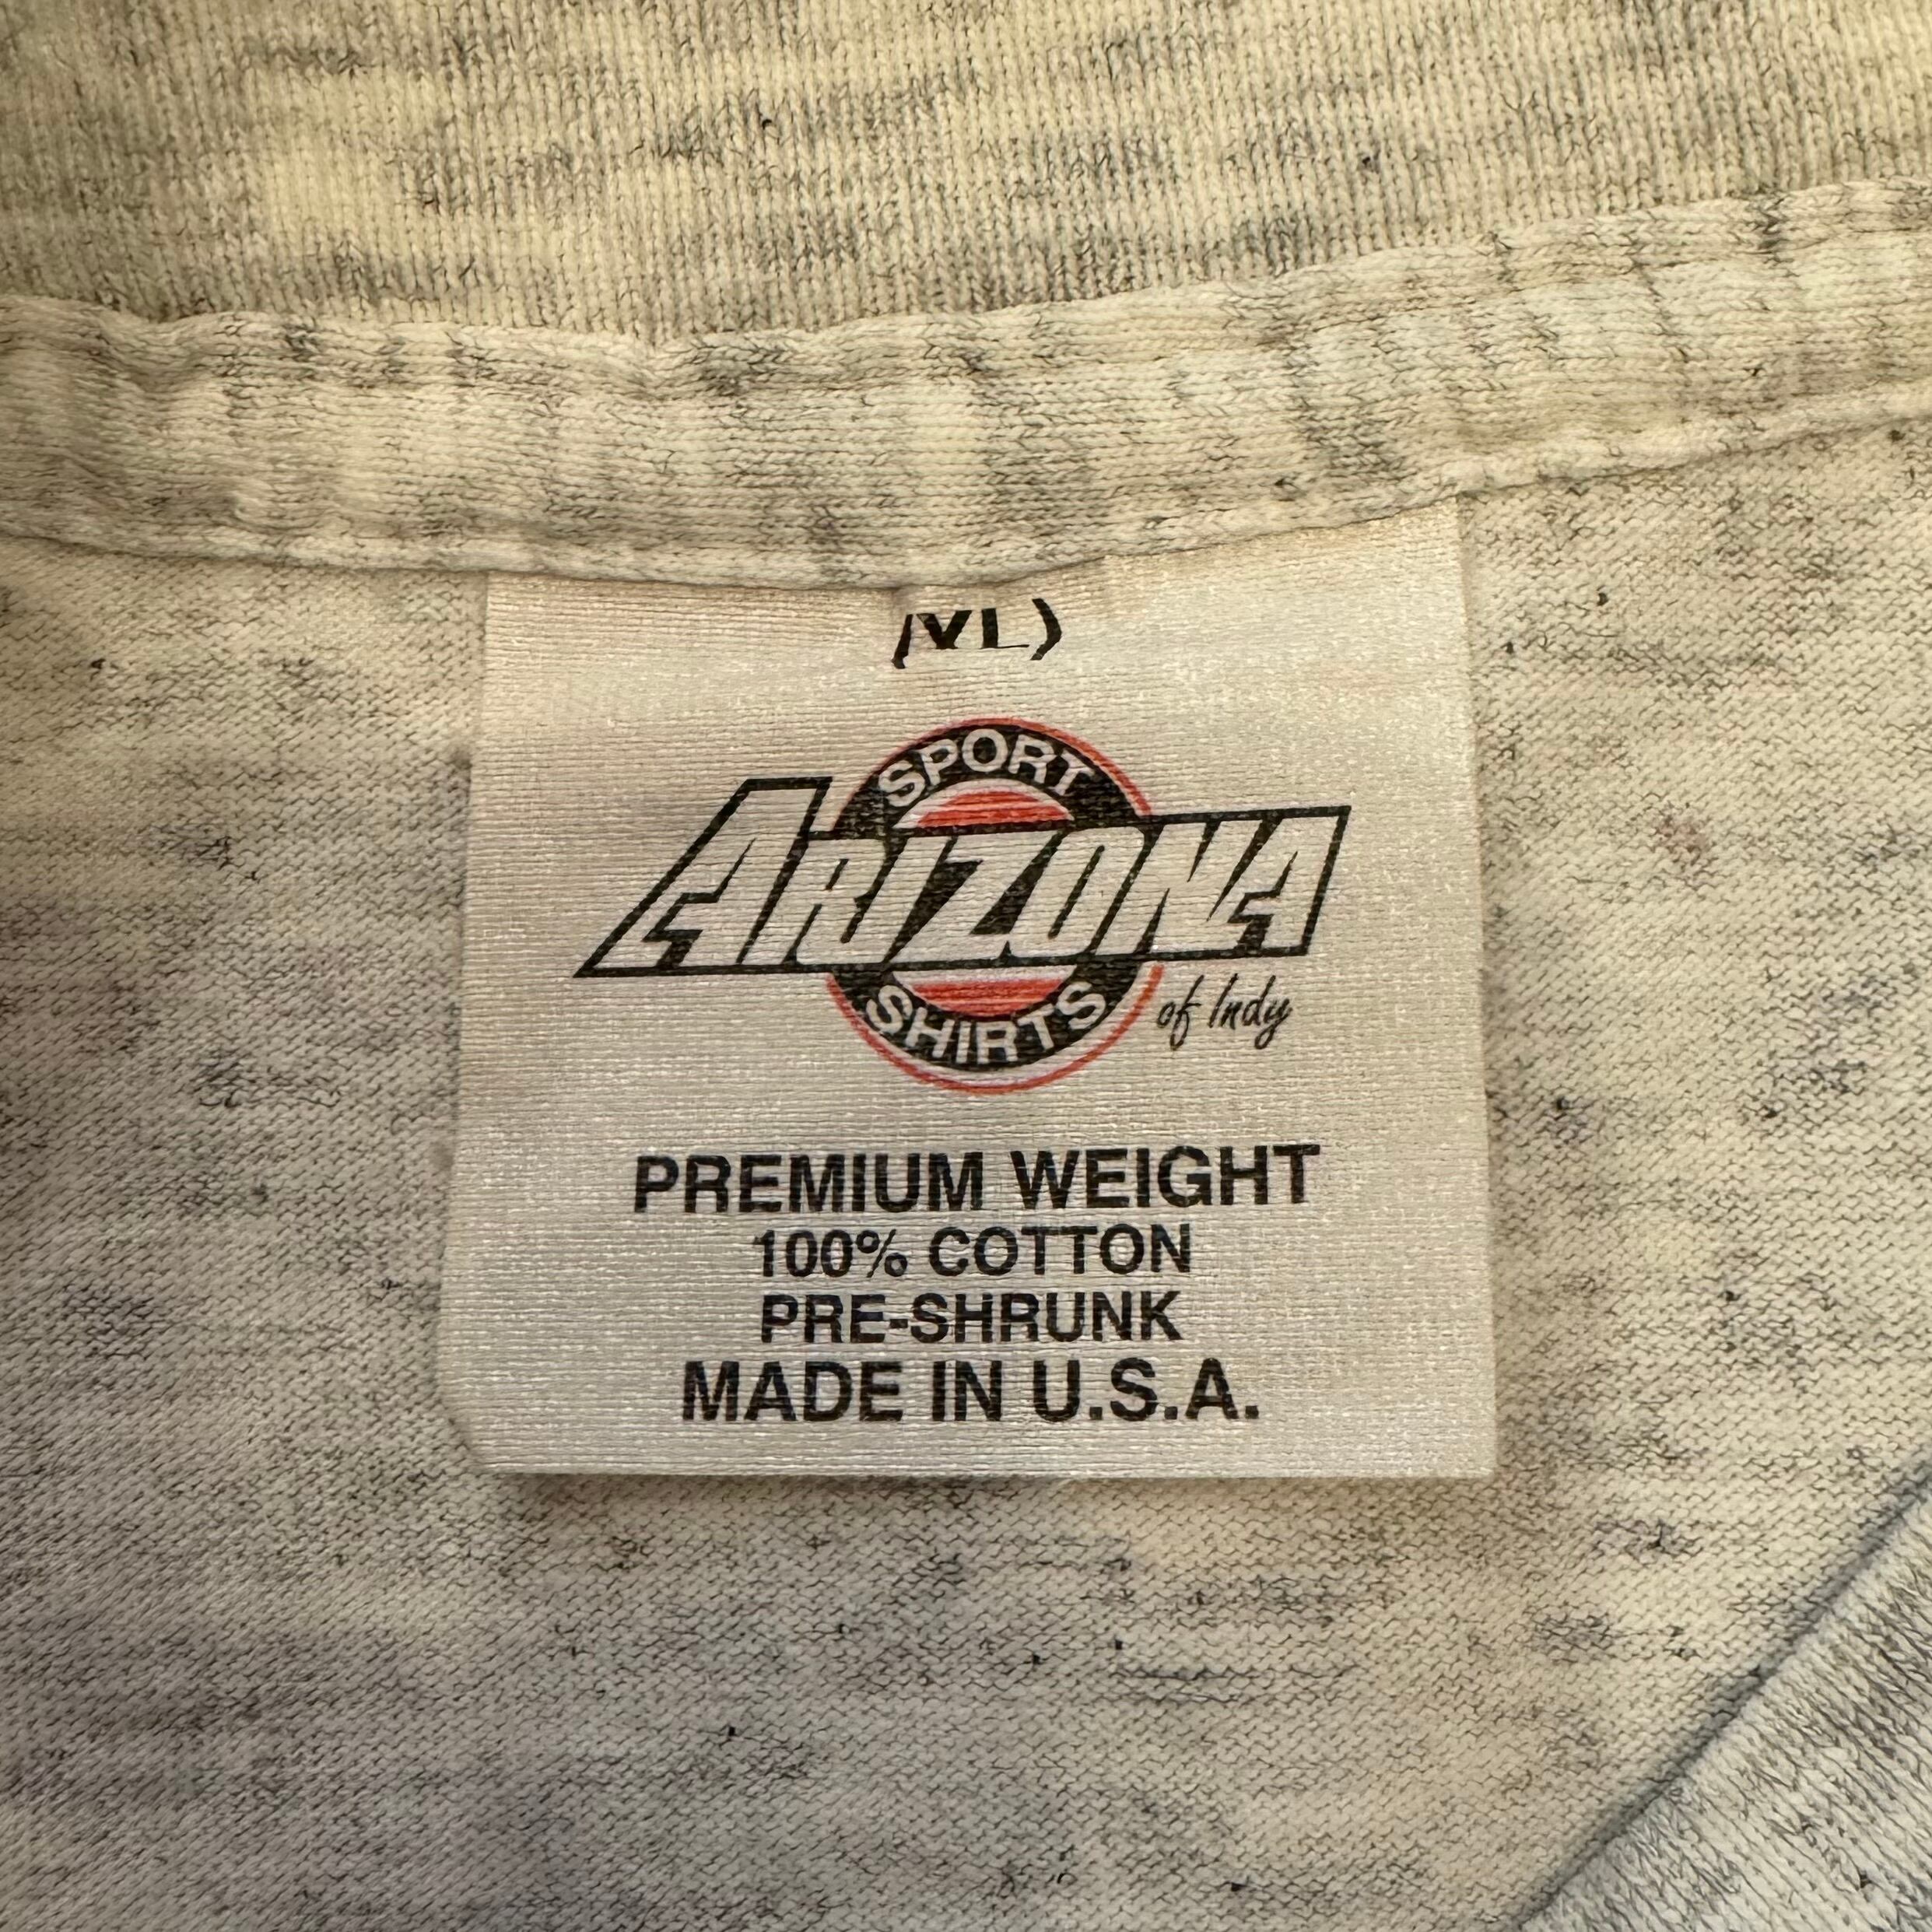 (XL)
SPORT
ARIZONA
SHIRTS
of Indy
PREMIUM WEIGHT
100% COTTON
PRE-SHRUNK
MADE IN U.S.A.